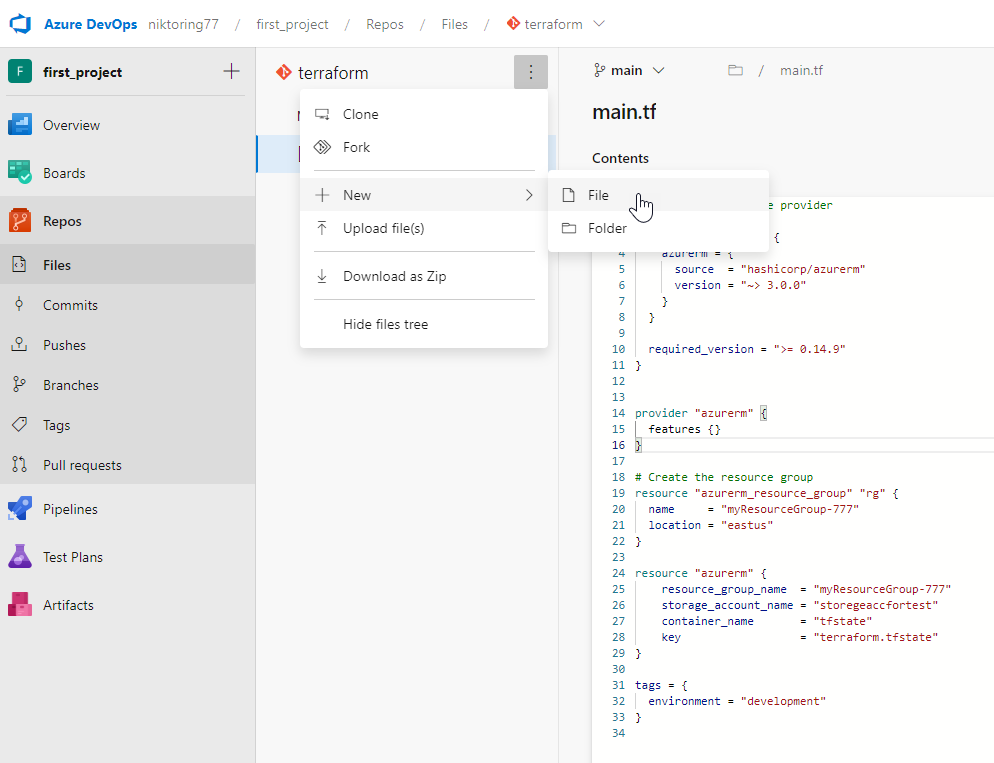 Azure DevOps niktoring77 / first_project / Repos / Files / terraform
F first_project
Overview
Boards
Repos
Files
Commits
Pushes
Branches
Tags
Pull requests
Pipelines
Test Plans
Artifacts
terraform
Clone
Fork
New
Upload file(s)
Download as Zip
Hide files tree
File
Folder
main / main.tf
main.tf
Contents
provider
{
4 azurerm = {
5 source = "hashicorp/azurerm"
6 version = "~> 3.0.0"
7 }
8 }
9
10 required_version = ">= 0.14.9"
11 }
12
13
14 provider "azurerm" {
15 features {}
16 }
17
18 # Create the resource group
19 resource "azurerm_resource_group" "rg" {
20 name = "myResourceGroup-777"
21 location = "eastus"
22 }
23
24 resource "azurerm" {
25 resource_group_name = "myResourceGroup-777"
26 storage_account_name = "storegeaccfortest"
27 container_name = "tfstate"
28 key = "terraform.tfstate"
29 }
30
31 tags = {
32 environment = "development"
33 }
34